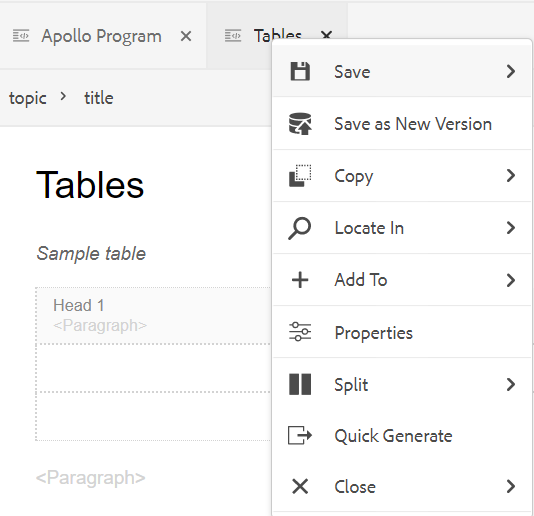 Apollo Program
Tables
topic > title
Tables
Sample table
Head 1
<Paragraph>
<Paragraph>
Save
Save as New Version
Copy
Locate In
Add To
Properties
Split
Quick Generate
Close